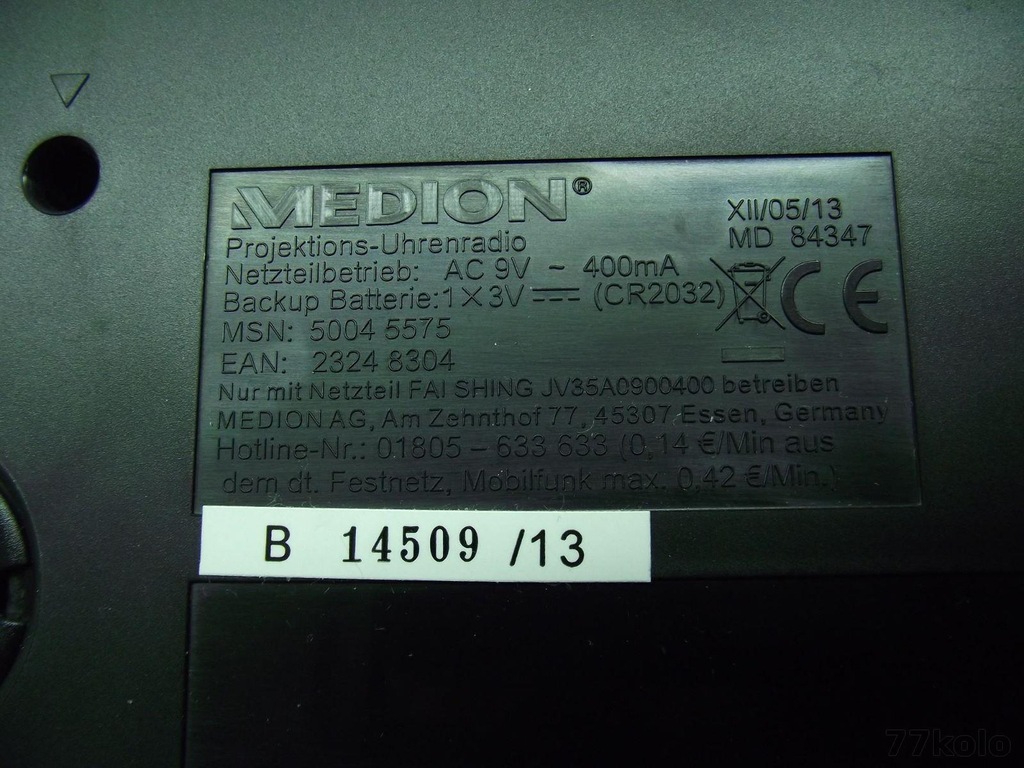 MEDION®
XII/05/13
MD 84347
Projektions-Uhrenradio
Netzteilbetrieb: AC 9V ~ 400mA
Backup Batterie: 1 X 3V (CR2032)
CE
MSN: 5004 5575
EAN: 2324 8304
Nur mit Netzteil FAI SHING JV35A0900400 betreiben
MEDION AG, Am Zehnthof 77, 45307 Essen, Germany
Hotline-Nr.: 01805 – 633 633 (0,14 €/Min aus
dem dt. Festnetz, Mobilfunk max. 0,42 €/Min.)
B 14509 /13
77kolo